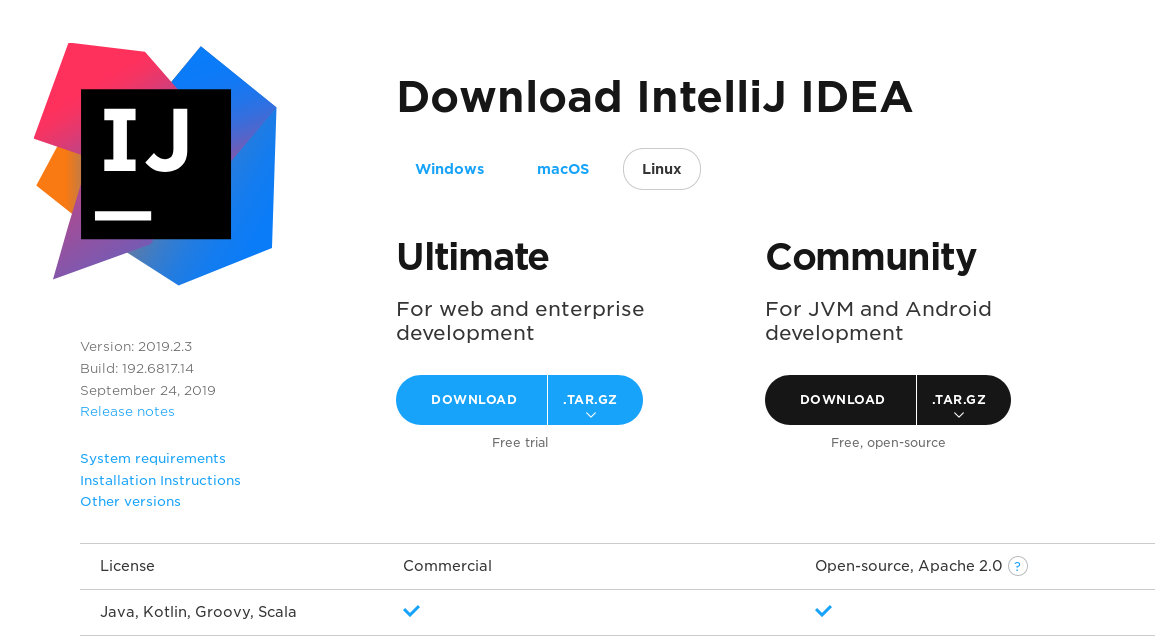 IJ
Download IntelliJ IDEA
Windows macOS Linux
Ultimate
For web and enterprise
development
DOWNLOAD .TAR.GZ
Free trial
Community
For JVM and Android
development
DOWNLOAD .TAR.GZ
Free, open-source
Version: 2019.2.3
Build: 192.6817.14
September 24, 2019
Release notes
System requirements
Installation Instructions
Other versions
License Commercial Open-source, Apache 2.0 ?
Java, Kotlin, Groovy, Scala